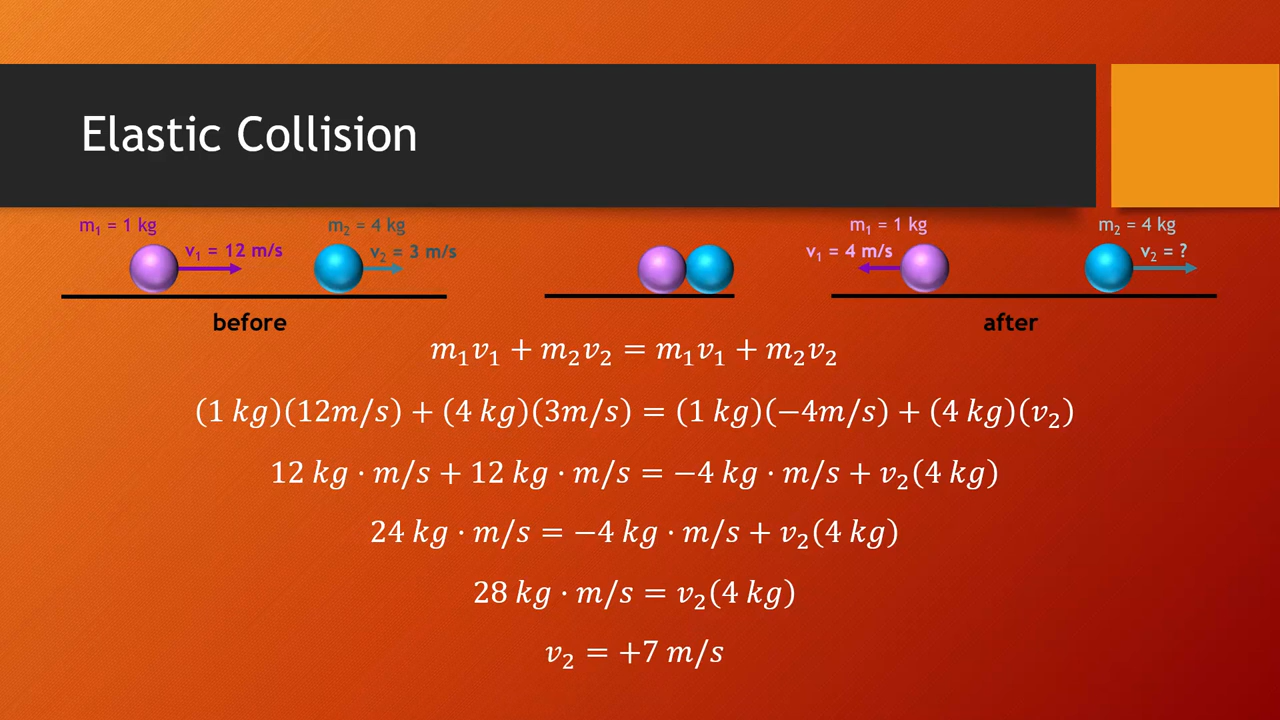 Elastic Collision
m₁ = 1 kg
v₁ = 12 m/s
m₂ = 4 kg
v₂ = 3 m/s
before
m₁ = 1 kg
v₁ = 4 m/s
m₂ = 4 kg
v₂ = ?
after
m₁v₁ + m₂v₂ = m₁v₁ + m₂v₂
(1 kg)(12m/s) + (4 kg)(3m/s) = (1 kg)(−4m/s) + (4 kg)(v₂)
12 kg · m/s + 12 kg · m/s = −4 kg · m/s + v₂(4 kg)
24 kg · m/s = −4 kg · m/s + v₂(4 kg)
28 kg · m/s = v₂(4 kg)
v₂ = +7 m/s